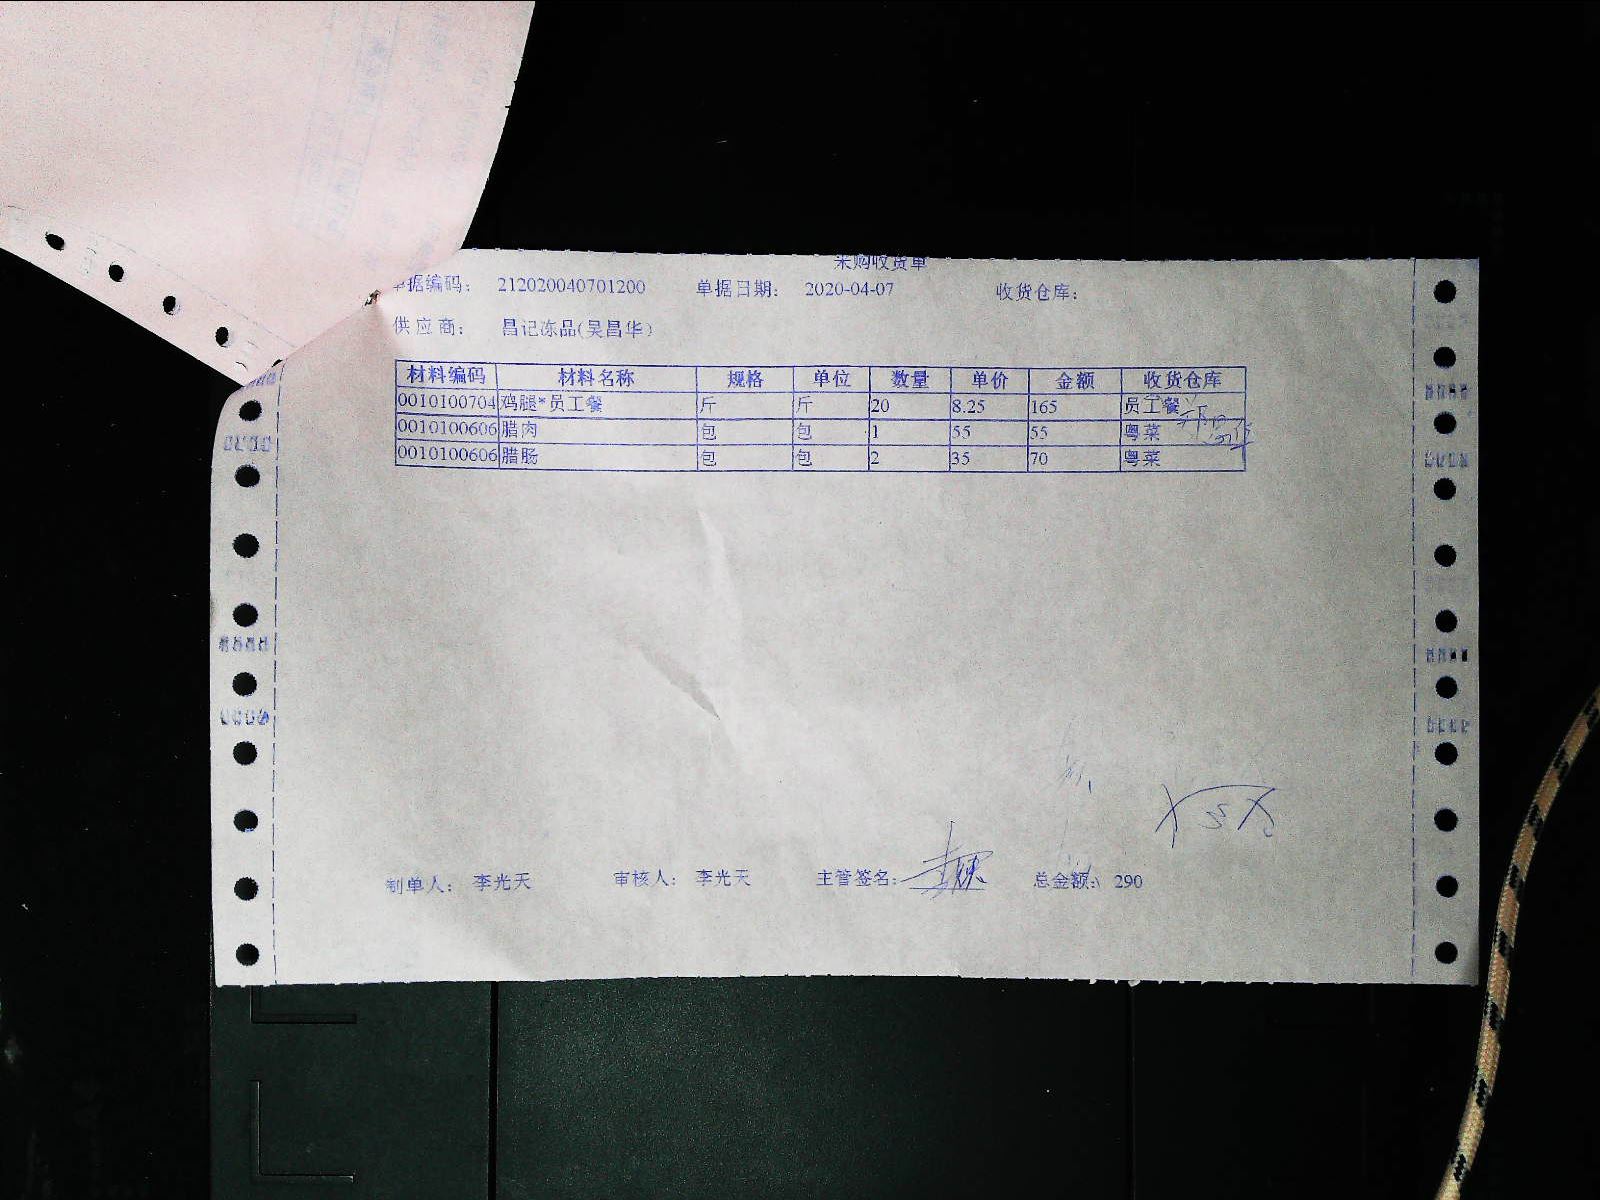 采购收货单
单据编码： 212020040701200 单据日期： 2020-04-07 收货仓库：
供应商： 昌记冻品(吴昌华)
材料编码 材料名称 规格 单位 数量 单价 金额 收货仓库
0010100704 鸡腿*员工餐 斤 斤 20 8.25 165 员工餐
0010100606 腊肉 包 包 1 55 55 粤菜
0010100606 腊肠 包 包 2 35 70 粤菜
制单人： 李光天 审核人： 李光天 主管签名： 总金额： 290